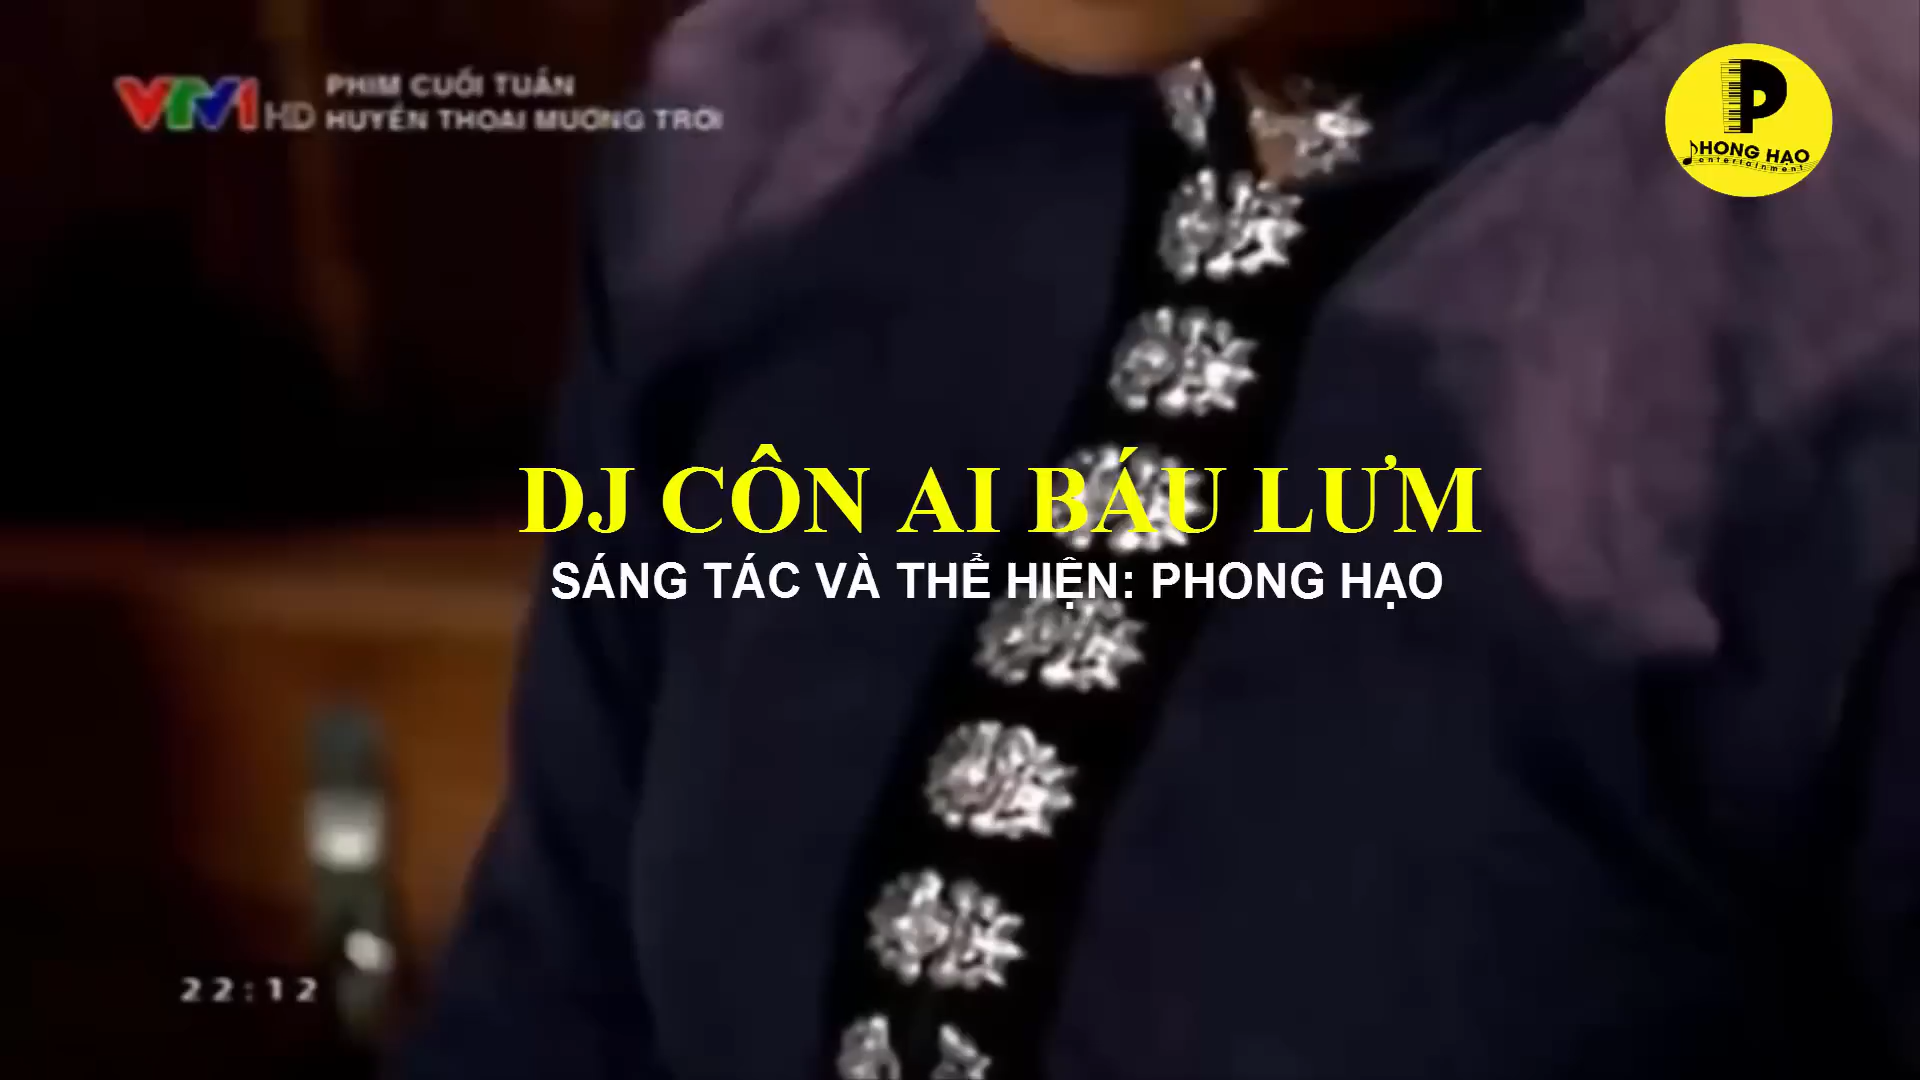 VTV1 HD
PHIM CUỐI TUẦN
HUYỀN THOẠI MƯỜNG TRỜI
P
PHONG HẠO
entertainment
DJ CÔN AI BÁU LƯM
SÁNG TÁC VÀ THỂ HIỆN: PHONG HẠO
22:12